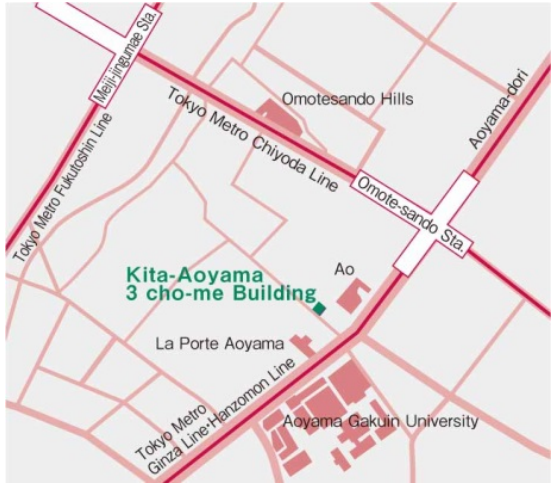 Meiji-jingumae Sta.
Omotesando Hills
Aoyama-dori
Tokyo Metro Chiyoda Line
Tokyo Metro Fukutoshin Line
Omote-sando Sta.
Kita-Aoyama
3 cho-me Building
Ao
La Porte Aoyama
Tokyo Metro
Ginza Line·Hanzomon Line
Aoyama Gakuin University